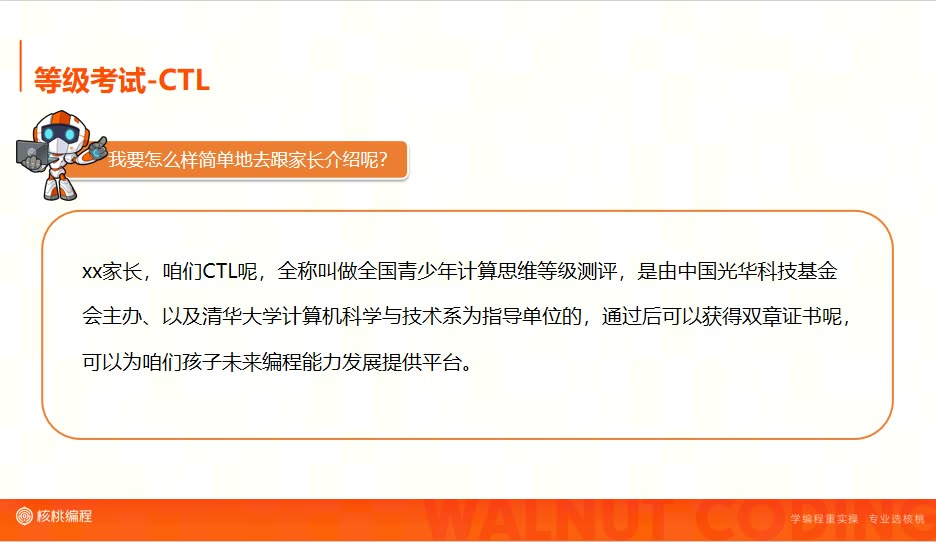 等级考试-CTL
我要怎么样简单地去跟家长介绍呢?
xx家长，咱们CTL呢，全称叫做全国青少年计算思维等级测评，是由中国光华科技基金
会主办、以及清华大学计算机科学与技术系为指导单位的，通过后可以获得双章证书呢，
可以为咱们孩子未来编程能力发展提供平台。
WALNUT CODING
核桃编程
学编程重实操 专业选核桃